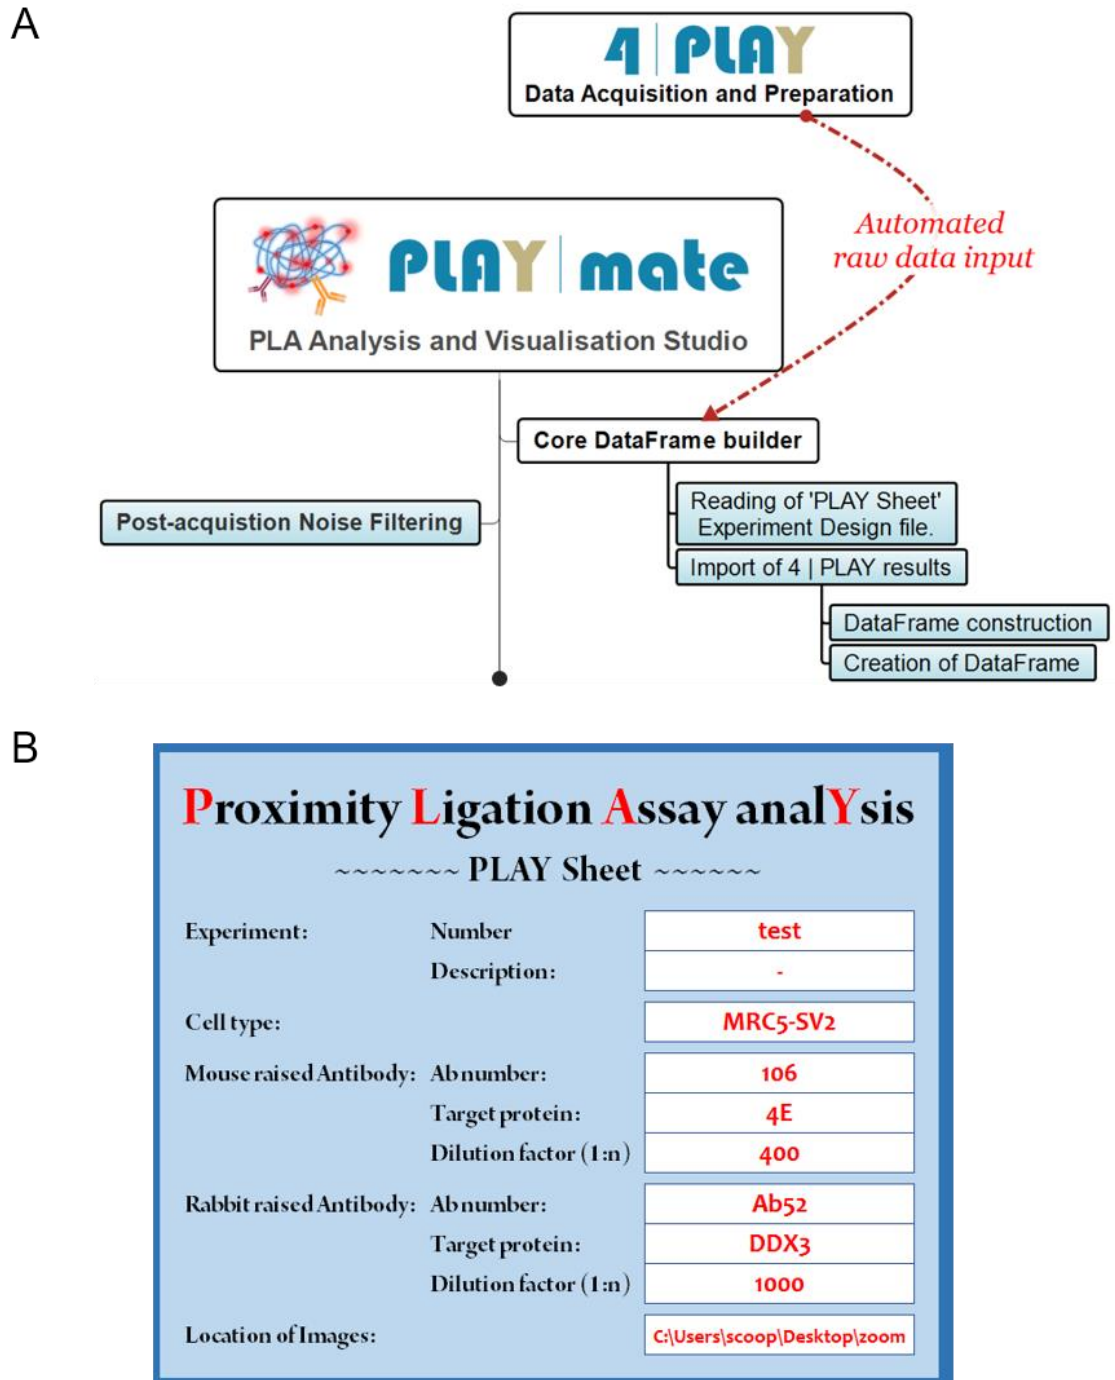 A
4 | PLAY
Data Acquisition and Preparation
Automated
raw data input
PLAY | mate
PLA Analysis and Visualisation Studio
Core DataFrame builder
Post-acquistion Noise Filtering
Reading of 'PLAY Sheet'
Experiment Design file.
Import of 4 | PLAY results
DataFrame construction
Creation of DataFrame
B
Proximity Ligation Assay analYsis
~~~~~~~ PLAY Sheet ~~~~~~
Experiment: Number test
Description: -
Cell type: MRC5-SV2
Mouse raised Antibody: Ab number: 106
Target protein: 4E
Dilution factor (1:n) 400
Rabbit raised Antibody: Ab number: Ab52
Target protein: DDX3
Dilution factor (1:n) 1000
Location of Images: C:\Users\scoop\Desktop\zoom